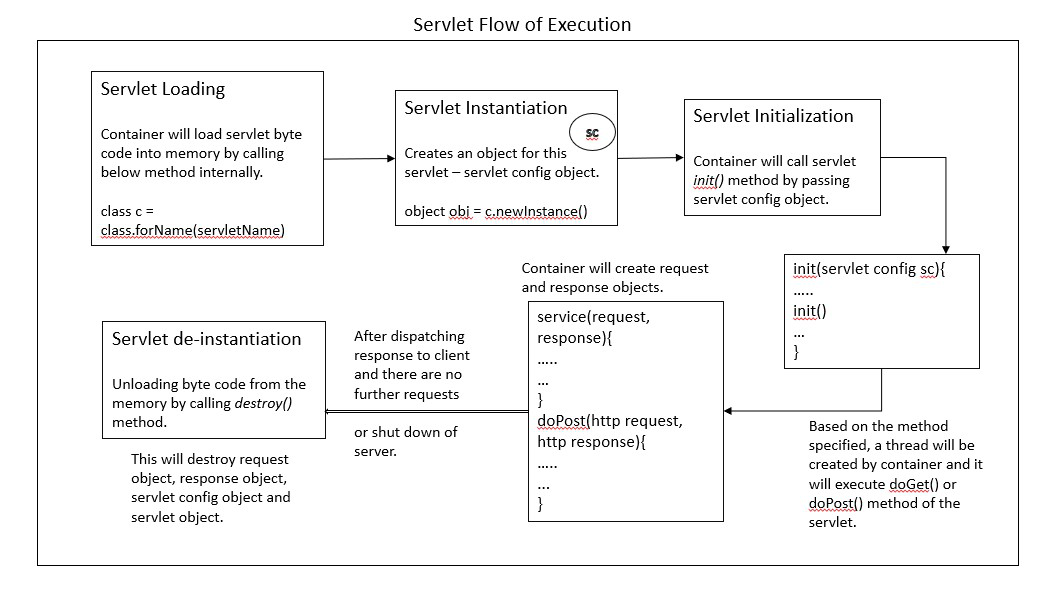 Servlet Flow of Execution
Servlet Loading
Container will load servlet byte
code into memory by calling
below method internally.
class c =
class.forName(servletName)
Servlet Instantiation
sc
Creates an object for this
servlet – servlet config object.
object obj = c.newInstance()
Servlet Initialization
Container will call servlet
init() method by passing
servlet config object.
init(servlet config sc){
.....
init()
...
}
Based on the method
specified, a thread will be
created by container and it
will execute doGet() or
doPost() method of the
servlet.
Container will create request
and response objects.
service(request,
response){
.....
...
}
doPost(http request,
http response){
.....
...
}
After dispatching
response to client
and there are no
further requests
or shut down of
server.
Servlet de-instantiation
Unloading byte code from the
memory by calling destroy()
method.
This will destroy request
object, response object,
servlet config object and
servlet object.